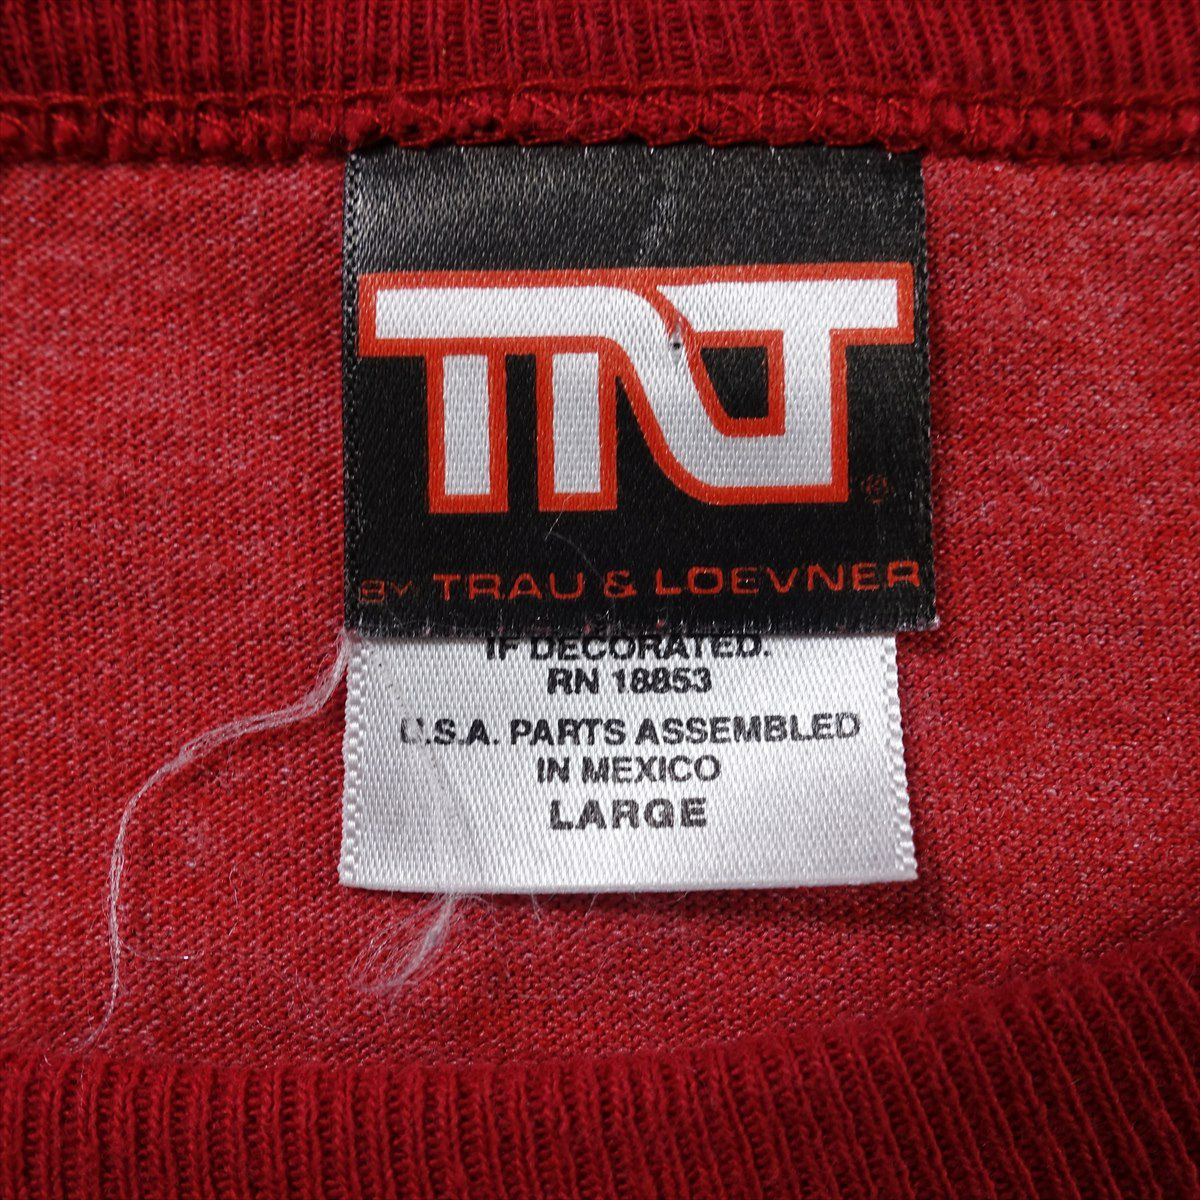 TNT®
BY TRAU & LOEVNER
IF DECORATED.
RN 18853
U.S.A. PARTS ASSEMBLED
IN MEXICO
LARGE